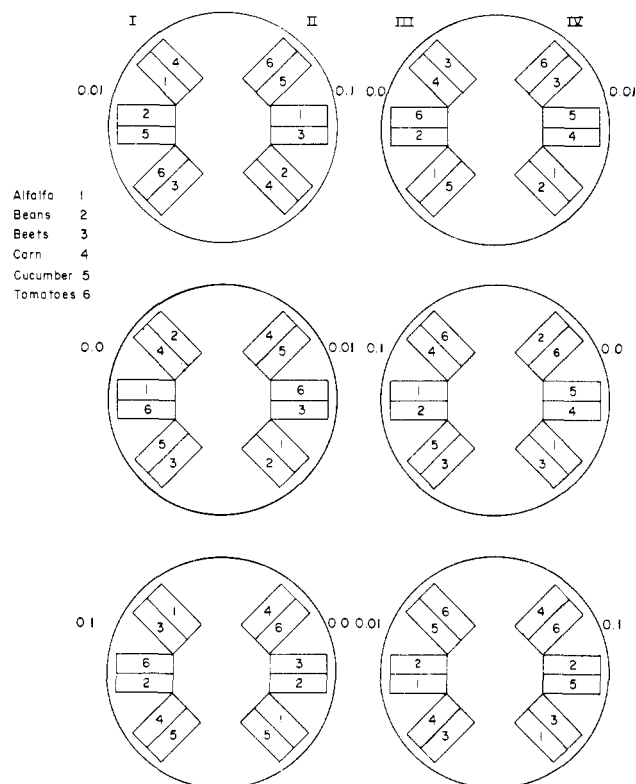 I II III IV
4 6 3 6
1 5 4 3
0.01 0.1 0.0 0.01
2 1 6 5
5 3 2 4
6 2 1 1
3 4 5 2
Alfalfa 1
Beans 2
Beets 3
Corn 4
Cucumber 5
Tomatoes 6
2 4 6 2
4 5 4 6
0.0 0.01 0.1 0.0
1 6 1 5
6 3 2 4
5 1 5 1
3 2 3 3
1 4 6 4
3 6 5 6
0.1 0.0 0.01 0.1
6 3 2 2
2 2 1 5
4 1 4 3
5 5 3 1